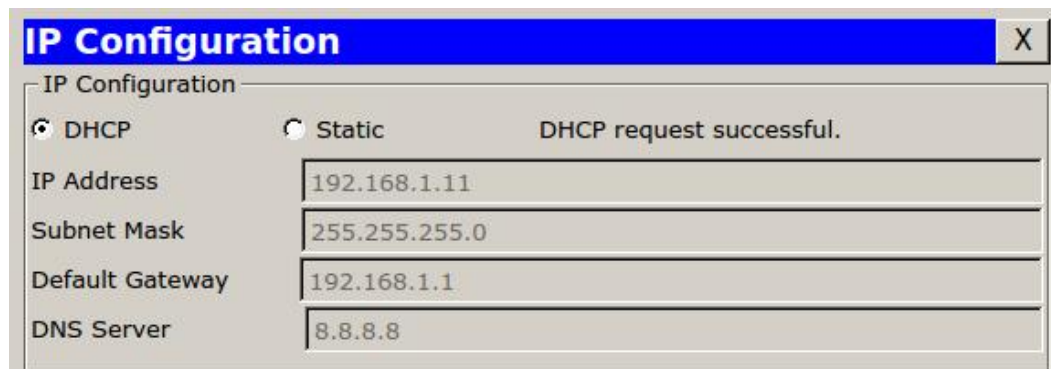 IP Configuration X
IP Configuration
DHCP Static DHCP request successful.
IP Address 192.168.1.11
Subnet Mask 255.255.255.0
Default Gateway 192.168.1.1
DNS Server 8.8.8.8